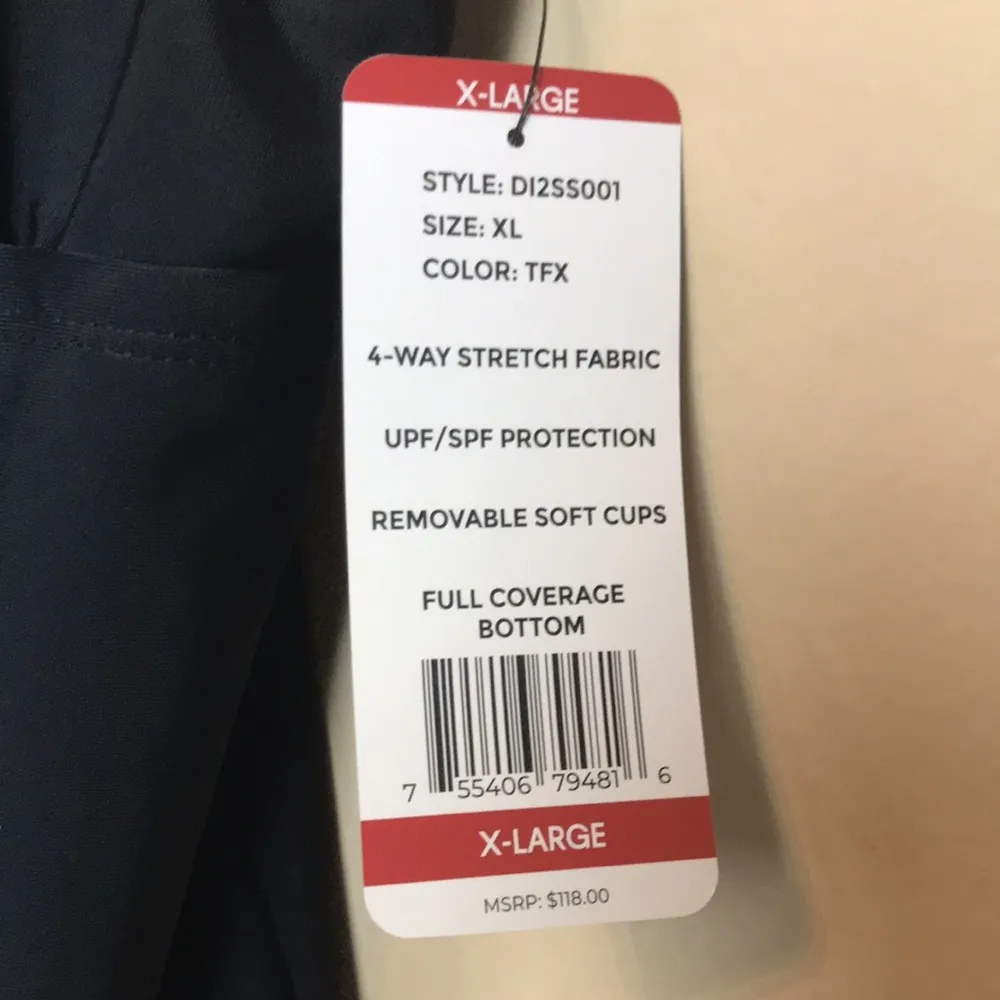 X-LARGE
STYLE: DI2SS001
SIZE: XL
COLOR: TFX
4-WAY STRETCH FABRIC
UPF/SPF PROTECTION
REMOVABLE SOFT CUPS
FULL COVERAGE
BOTTOM
7 55406 79481 6
X-LARGE
MSRP: $118.00